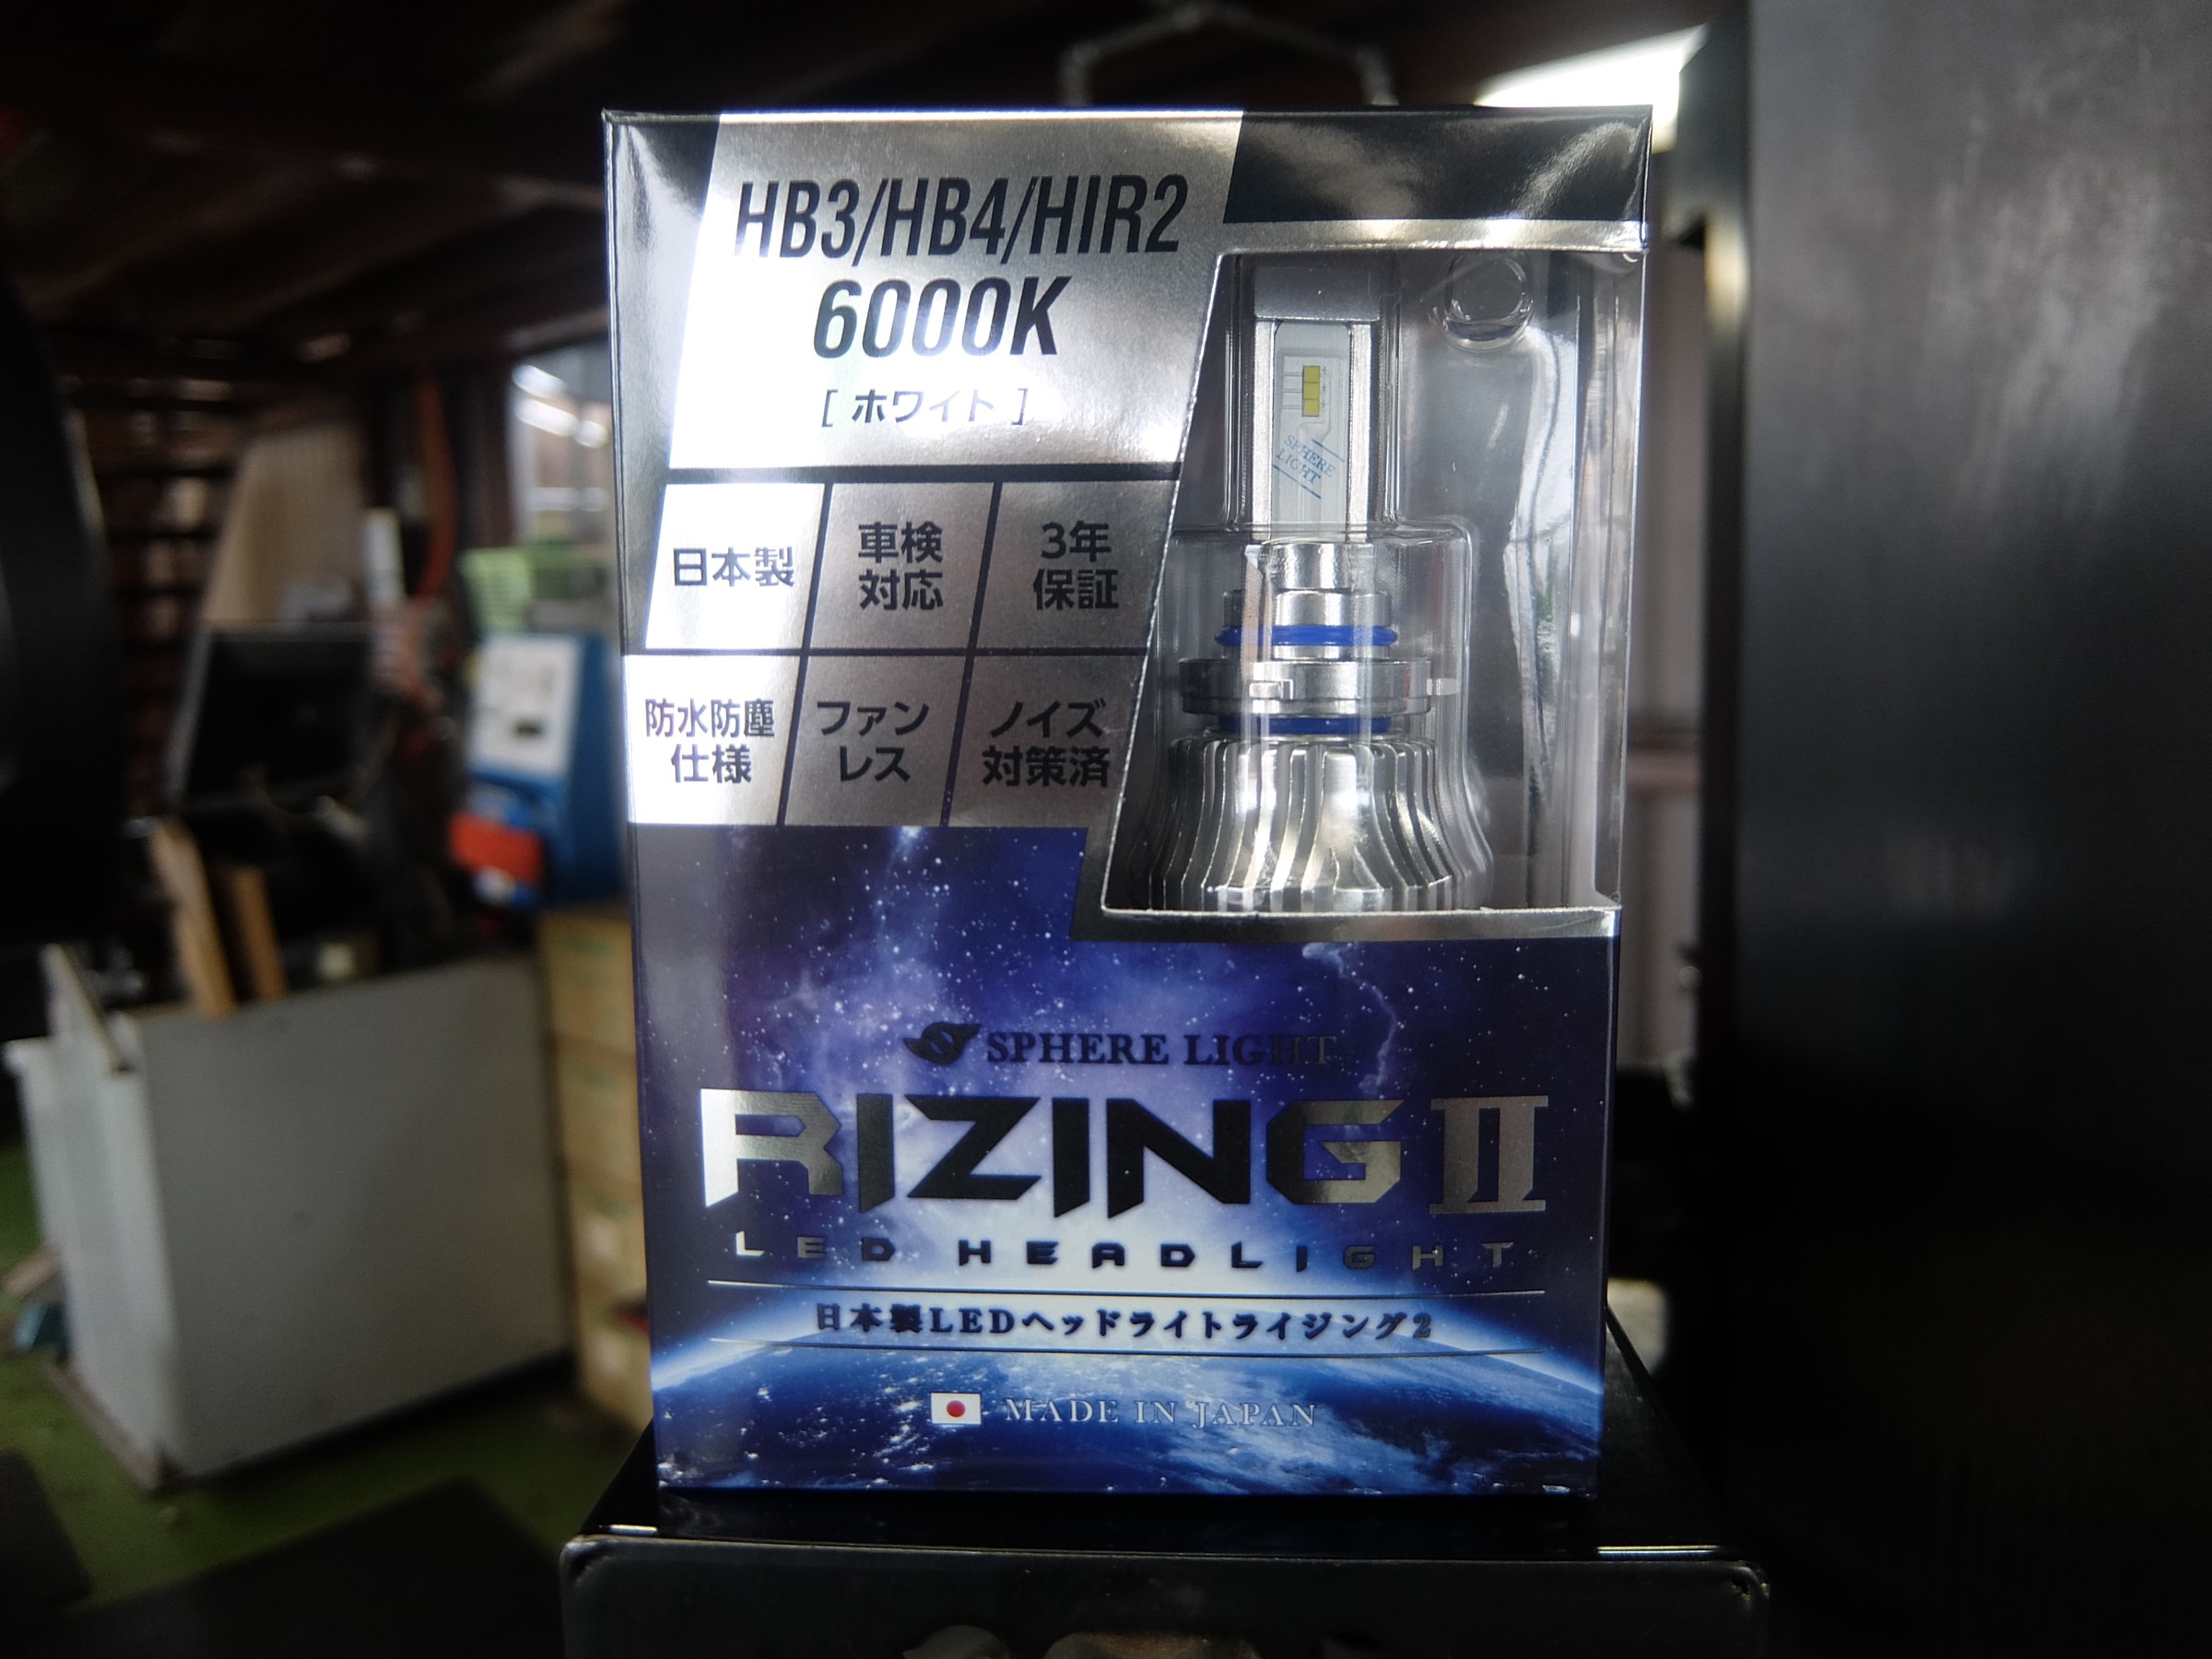 HB3/HB4/HIR2
6000K
[ ホワイト ]
日本製
車検
対応
3年
保証
防水防塵
仕様
ファン
レス
ノイズ
対策済
SPHERE
LIGHT
SPHERE LIGHT
RIZING II
LED HEADLIGHT
日本製LEDヘッドライトライジング2
MADE IN JAPAN